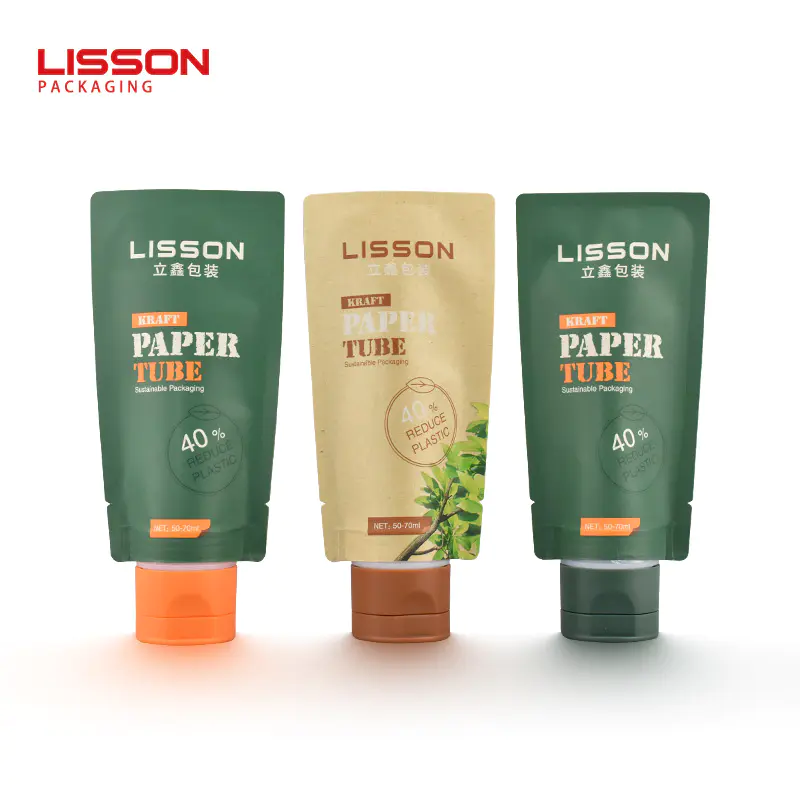 LISSON
PACKAGING
LISSON
立鑫包装
KRAFT
PAPER
TUBE
Sustainable Packaging
40%
REDUCE
PLASTIC
NET: 50-70ml
LISSON
立鑫包装
KRAFT
PAPER
TUBE
Sustainable Packaging
40%
REDUCE
PLASTIC
NET: 50-70ml
LISSON
立鑫包装
KRAFT
PAPER
TUBE
Sustainable Packaging
40%
REDUCE
PLASTIC
NET: 50-70ml